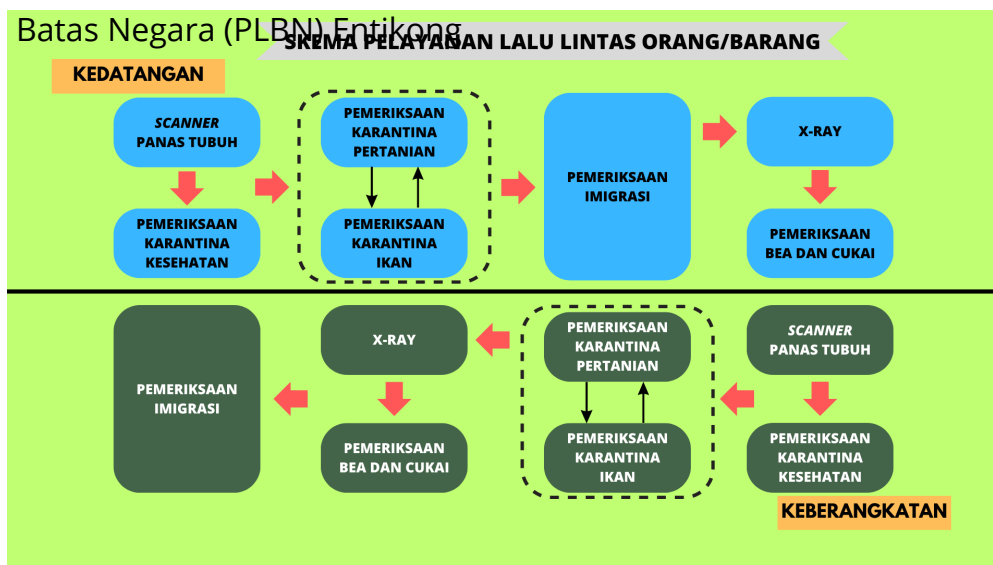 Batas Negara (PLBN) Entikong
SKEMA PELAYANAN LALU LINTAS ORANG/BARANG
KEDATANGAN
SCANNER
PANAS TUBUH
PEMERIKSAAN
KARANTINA
KESEHATAN
PEMERIKSAAN
KARANTINA
PERTANIAN
PEMERIKSAAN
KARANTINA
IKAN
PEMERIKSAAN
IMIGRASI
X-RAY
PEMERIKSAAN
BEA DAN CUKAI
PEMERIKSAAN
IMIGRASI
X-RAY
PEMERIKSAAN
BEA DAN CUKAI
PEMERIKSAAN
KARANTINA
PERTANIAN
PEMERIKSAAN
KARANTINA
IKAN
SCANNER
PANAS TUBUH
PEMERIKSAAN
KARANTINA
KESEHATAN
KEBERANGKATAN